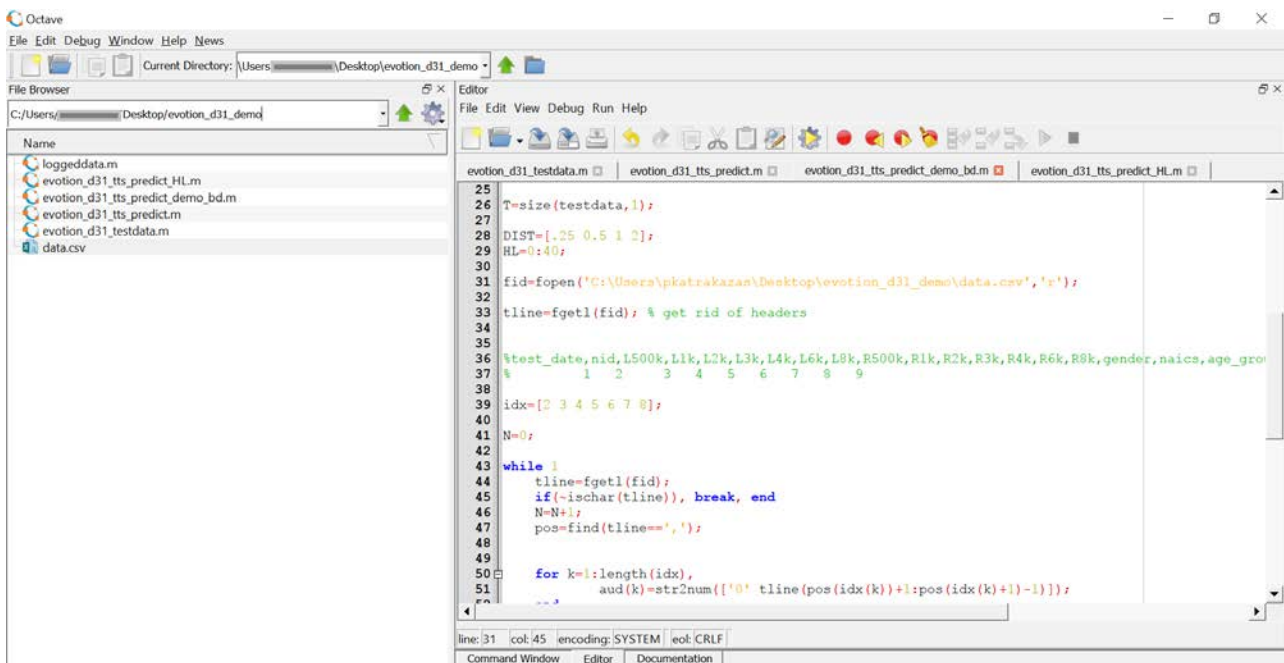 Octave
File Edit Debug Window Help News
Current Directory: \Users \Desktop\evotion_d31_demo
File Browser
C:/Users/ Desktop/evotion_d31_demo
Name
loggeddata.m
evotion_d31_tts_predict_HL.m
evotion_d31_tts_predict_demo_bd.m
evotion_d31_tts_predict.m
evotion_d31_testdata.m
data.csv
Editor
File Edit View Debug Run Help
evotion_d31_testdata.m evotion_d31_tts_predict.m evotion_d31_tts_predict_demo_bd.m evotion_d31_tts_predict_HL.m
25
26 T=size(testdata,1);
27
28 DIST=[.25 0.5 1 2];
29 HL=0:40;
30
31 fid=fopen('C:\Users\pkatrakazas\Desktop\evotion_d31_demo\data.csv','r');
32
33 tline=fgetl(fid); % get rid of headers
34
35
36 %test_date,nid,L500k,L1k,L2k,L3k,L4k,L6k,L8k,R500k,R1k,R2k,R3k,R4k,R6k,R8k,gender,naics,age_grou
37 % 1 2 3 4 5 6 7 8 9
38
39 idx=[2 3 4 5 6 7 8];
40
41 N=0;
42
43 while 1
44 tline=fgetl(fid);
45 if(~ischar(tline)), break, end
46 N=N+1;
47 pos=find(tline==',');
48
49
50 for k=1:length(idx),
51 aud(k)=str2num(['0' tline(pos(idx(k))+1:pos(idx(k)+1)-1)]);
52 end
line: 31 col: 45 encoding: SYSTEM eol: CRLF
Command Window Editor Documentation